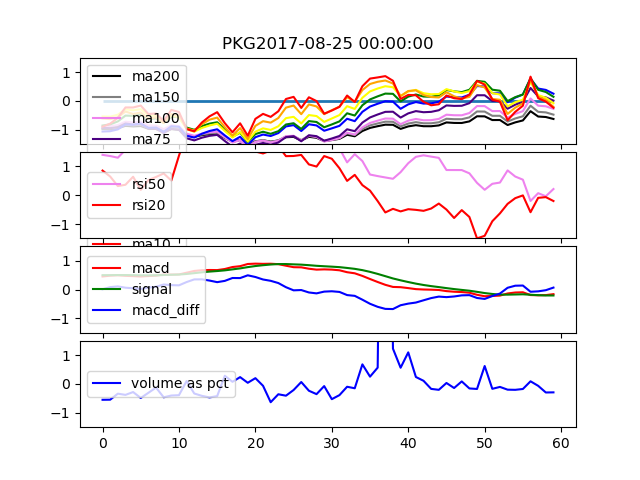 PKG2017-08-25 00:00:00
1
0
−1
ma200
ma150
ma100
ma75
1
0
−1
rsi50
rsi20
ma10
1
0
−1
macd
signal
macd_diff
1
0
−1
volume as pct
0 10 20 30 40 50 60